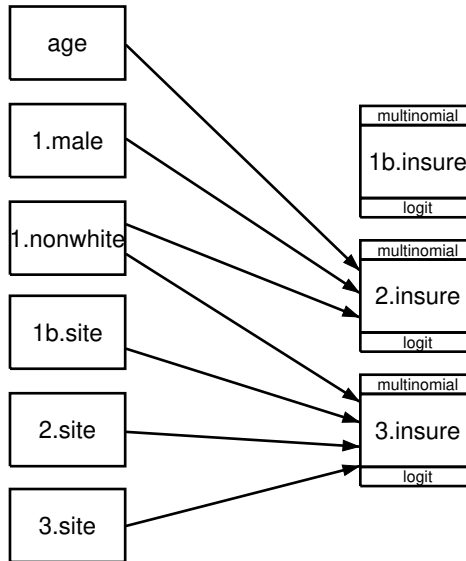 age
1.male
1.nonwhite
1b.site
2.site
3.site
multinomial
1b.insure
logit
multinomial
2.insure
logit
multinomial
3.insure
logit